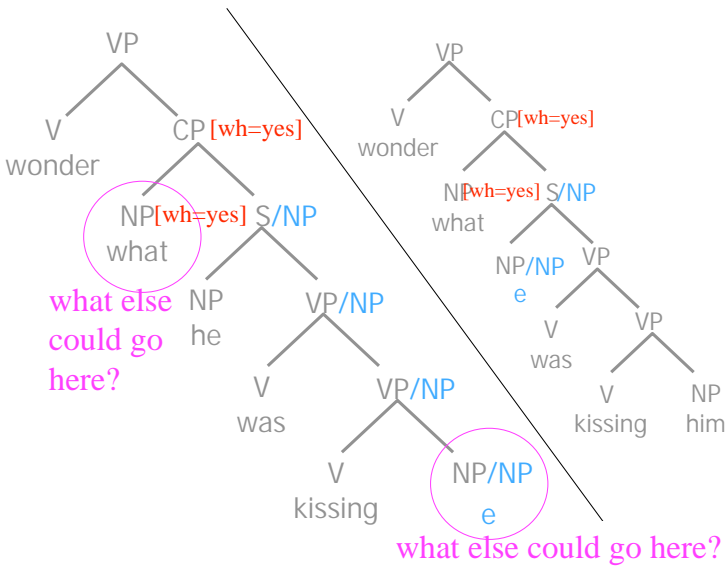 VP
V CP [wh=yes]
wonder
NP[wh=yes] S/NP
what
what else
could go
here?
NP VP/NP
he
V VP/NP
was
V NP/NP
kissing e
what else could go here?
VP
V CP[wh=yes]
wonder
NP[wh=yes] S/NP
what
NP/NP VP
e
V VP
was
V NP
kissing him